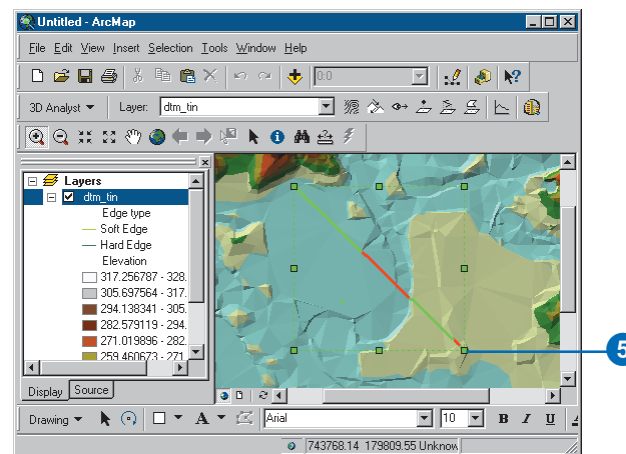 Untitled - ArcMap
File Edit View Insert Selection Tools Window Help
0:0
3D Analyst Layer: dtm_tin
Layers
dtm_tin
Edge type
Soft Edge
Hard Edge
Elevation
317.256787 - 328.
305.697564 - 317.
294.138341 - 305.
282.579119 - 294.
271.019896 - 282.
259.460673 - 271.
Display Source
5
Drawing A Arial 10 B I U A
743768.14 179809.55 Unknow